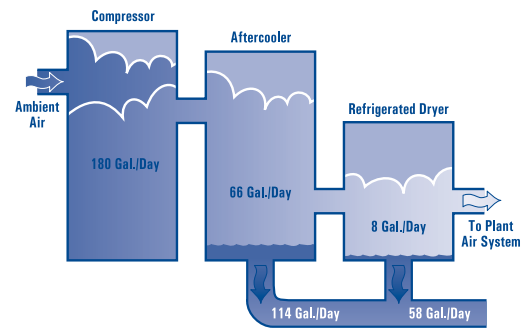 Compressor
Aftercooler
Refrigerated Dryer
Ambient
Air
180 Gal./Day
66 Gal./Day
8 Gal./Day
To Plant
Air System
114 Gal./Day
58 Gal./Day